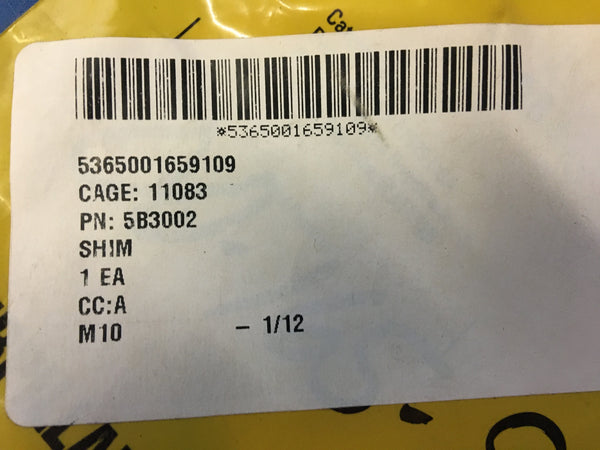 *5365001659109*
5365001659109
CAGE: 11083
PN: 5B3002
SHIM
1 EA
CC:A
M10 – 1/12